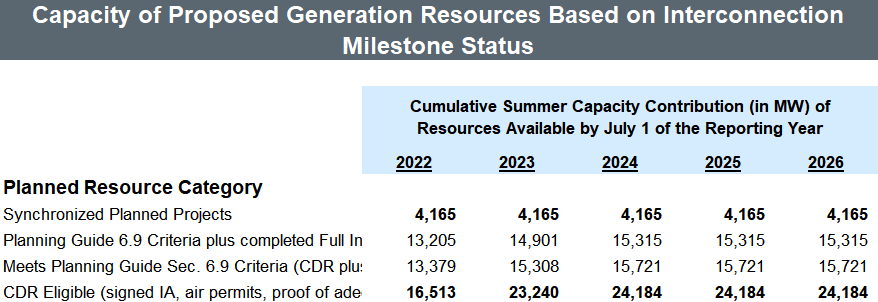 Capacity of Proposed Generation Resources Based on Interconnection
Milestone Status
Cumulative Summer Capacity Contribution (in MW) of
Resources Available by July 1 of the Reporting Year
2022 2023 2024 2025 2026
Planned Resource Category
Synchronized Planned Projects 4,165 4,165 4,165 4,165 4,165
Planning Guide 6.9 Criteria plus completed Full In 13,205 14,901 15,315 15,315 15,315
Meets Planning Guide Sec. 6.9 Criteria (CDR plu 13,379 15,308 15,721 15,721 15,721
CDR Eligible (signed IA, air permits, proof of ade 16,513 23,240 24,184 24,184 24,184